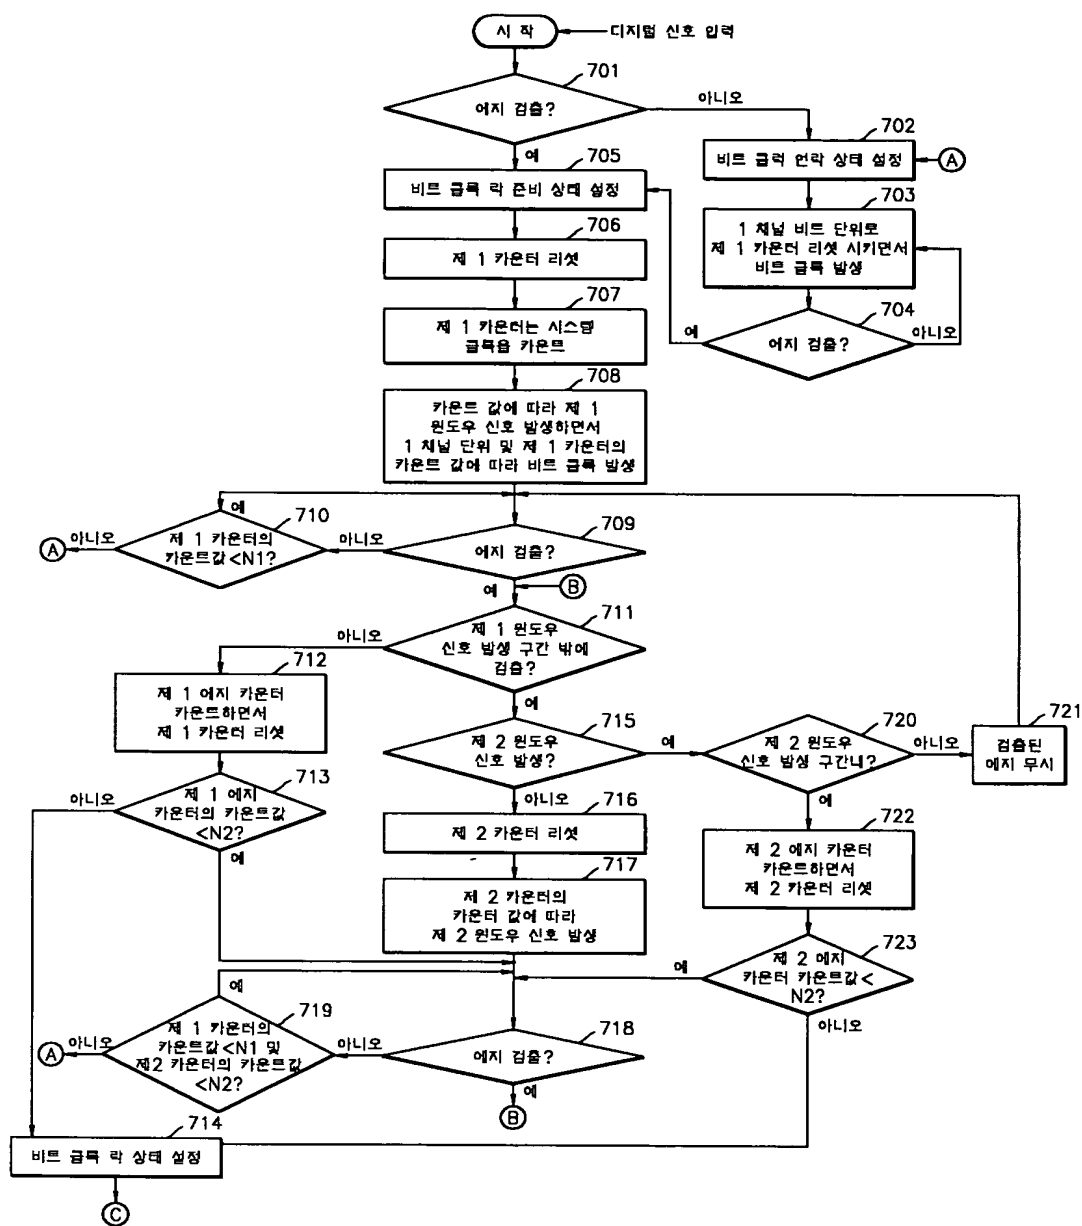 시 작
디지털 신호 입력
701
에지 검출?
아니오
예
702
비트 클럭 언락 상태 설정
A
705
비트 클록 락 준비 상태 설정
703
1 채널 비트 단위로
제 1 카운터 리셋 시키면서
비트 클록 발생
706
제 1 카운터 리셋
704
에지 검출?
예
아니오
707
제 1 카운터는 시스템
클록을 카운트
708
카운트 값에 따라 제 1
윈도우 신호 발생하면서
1 채널 단위 및 제 1 카운터의
카운트 값에 따라 비트 클록 발생
예
710
제 1 카운터의
카운트값<N1?
아니오
A
아니오
709
에지 검출?
예
B
711
제 1 윈도우
신호 발생 구간 밖에
검출?
아니오
예
712
제 1 에지 카운터
카운트하면서
제 1 카운터 리셋
715
제 2 윈도우
신호 발생?
예
아니오
720
제 2 윈도우
신호 발생 구간내?
아니오
예
721
검출된
에지 무시
713
제 1 에지
카운터의 카운트값
<N2?
아니오
예
716
제 2 카운터 리셋
722
제 2 에지 카운터
카운트하면서
제 2 카운터 리셋
717
제 2 카운터의
카운터 값에 따라
제 2 윈도우 신호 발생
723
제 2 에지
카운터 카운트값<
N2?
예
아니오
예
719
제 1 카운터의
카운트값<N1 및
제2 카운터의 카운트값
<N2?
아니오
A
아니오
718
에지 검출?
예
B
714
비트 클록 락 상태 설정
C